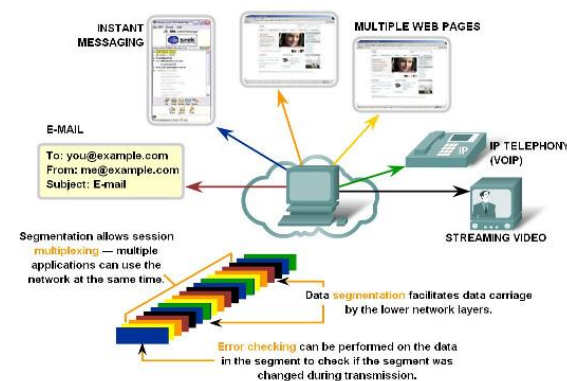 INSTANT
MESSAGING
MULTIPLE WEB PAGES
seek
E-MAIL
To: you@example.com
From: me@example.com
Subject: E-mail
IP
IP TELEPHONY
(VOIP)
STREAMING VIDEO
Segmentation allows session
multiplexing — multiple
applications can use the
network at the same time.
Data segmentation facilitates data carriage
by the lower network layers.
Error checking can be performed on the data
in the segment to check if the segment was
changed during transmission.